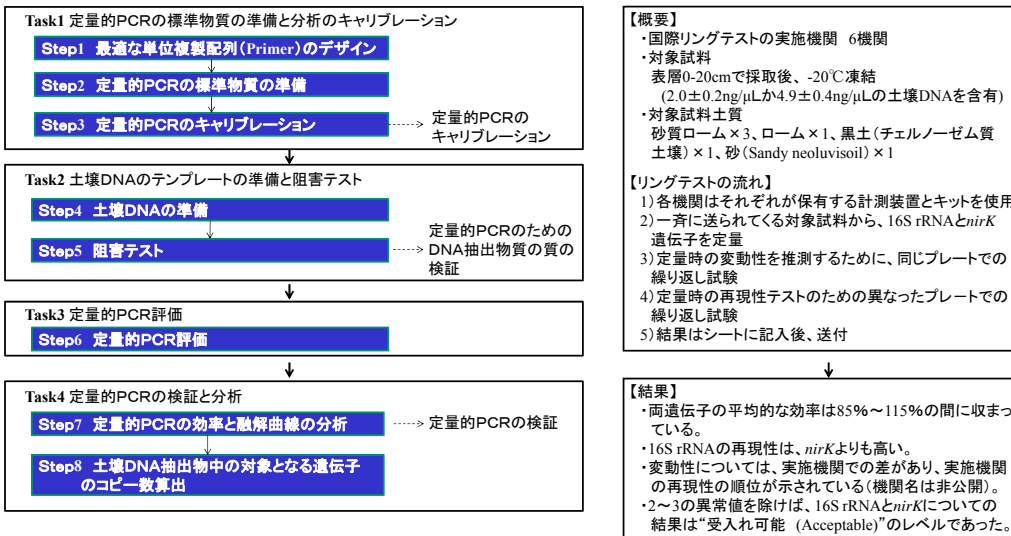 Task1 定量的PCRの標準物質の準備と分析のキャリブレーション
Step1 最適な単位複製配列(Primer)のデザイン
Step2 定量的PCRの標準物質の準備
Step3 定量的PCRのキャリブレーション
定量的PCRの
キャリブレーション
Task2 土壌DNAのテンプレートの準備と阻害テスト
Step4 土壌DNAの準備
Step5 阻害テスト
定量的PCRのための
DNA抽出物質の質の
検証
Task3 定量的PCR評価
Step6 定量的PCR評価
Task4 定量的PCRの検証と分析
Step7 定量的PCRの効率と融解曲線の分析
定量的PCRの検証
Step8 土壌DNA抽出物中の対象となる遺伝子
のコピー数算出
【概要】
・国際リングテストの実施機関 6機関
・対象試料
表層0-20cmで採取後、-20℃凍結
(2.0±0.2ng/μLか4.9±0.4ng/μLの土壌DNAを含有)
・対象試料土質
砂質ローム×3、ローム×1、黒土(チェルノーゼム質
土壌)×1、砂(Sandy neoluvisoil)×1
【リングテストの流れ】
1)各機関はそれぞれが保有する計測装置とキットを使用
2)一斉に送られてくる対象試料から、16S rRNAとnirK
遺伝子を定量
3)定量時の変動性を推測するために、同じプレートでの
繰り返し試験
4)定量時の再現性テストのための異なったプレートでの
繰り返し試験
5)結果はシートに記入後、送付
【結果】
・両遺伝子の平均的な効率は85%~115%の間に収まっ
ている。
・16S rRNAの再現性は、nirKよりも高い。
・変動性については、実施機関での差があり、実施機関
の再現性の順位が示されている(機関名は非公開)。
・2~3の異常値を除けば、16S rRNAとnirKについての
結果は“受入れ可能 (Acceptable)”のレベルであった。